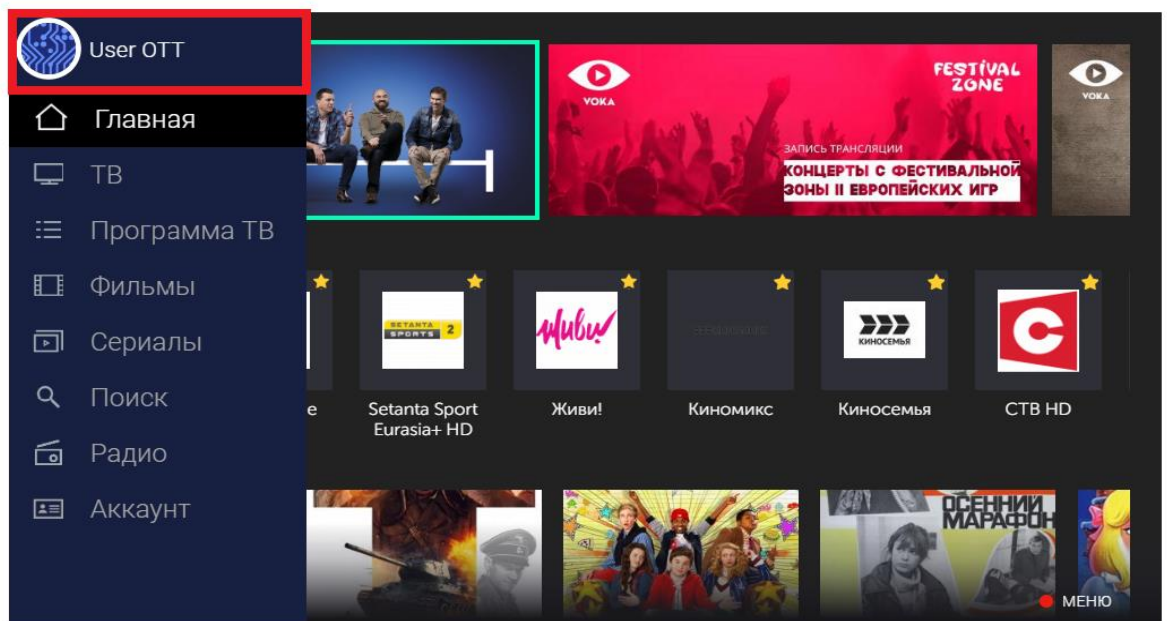 User OTT
Главная
ТВ
Программа ТВ
Фильмы
Сериалы
Поиск
Радио
Аккаунт
VOKA
FESTİVAL
ZONE
ЗАПИСЬ ТРАНСЛЯЦИИ
КОНЦЕРТЫ С ФЕСТИВАЛЬНОЙ
ЗОНЫ II ЕВРОПЕЙСКИХ ИГР
VOKA
SETANTA
SPORTS 2
живи!
КИНОСЕМЬЯ
C
е
Setanta Sport
Eurasia+ HD
Живи!
Киномикс
Киносемья
СТВ HD
ОСЕННИЙ
МАРАФОН
МЕНЮ